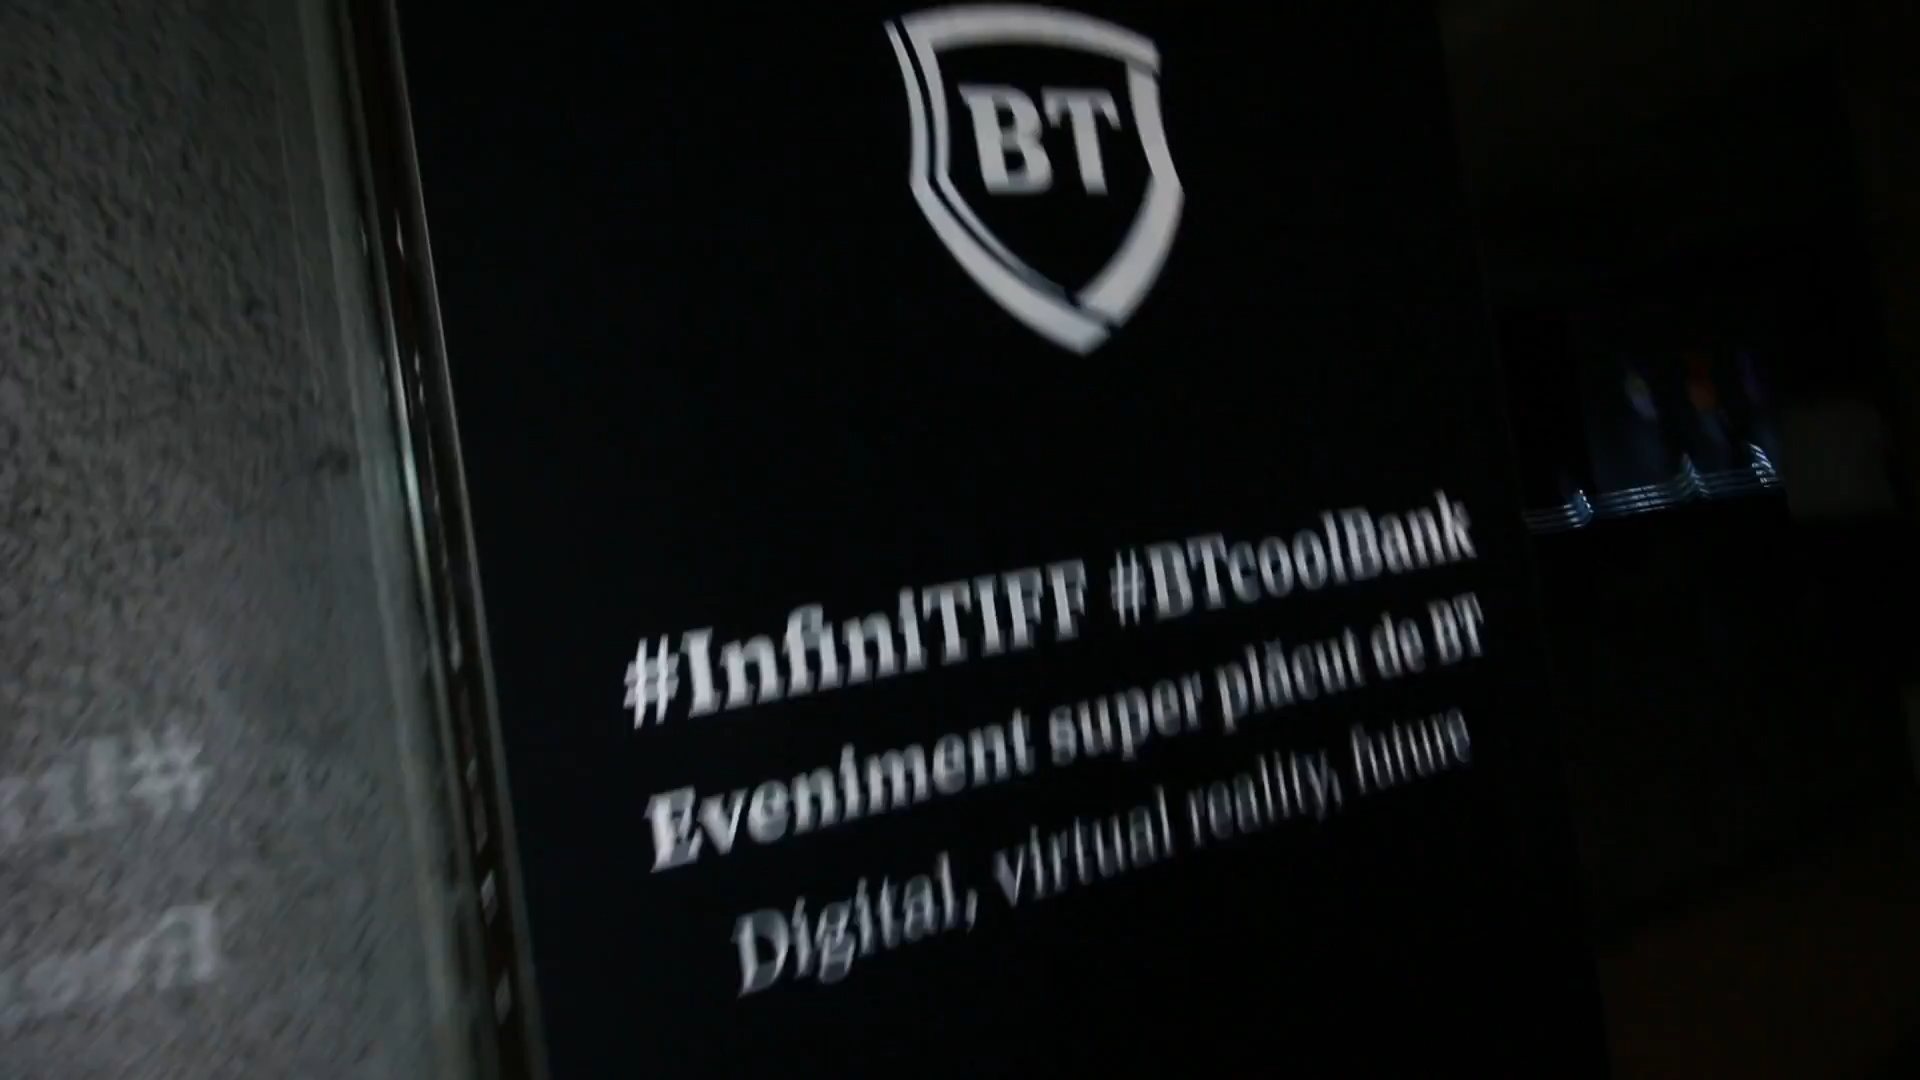 BT
#InfiniTIFF #BTcoolBank
Eveniment super plăcut de BT
Digital, virtual reality, future